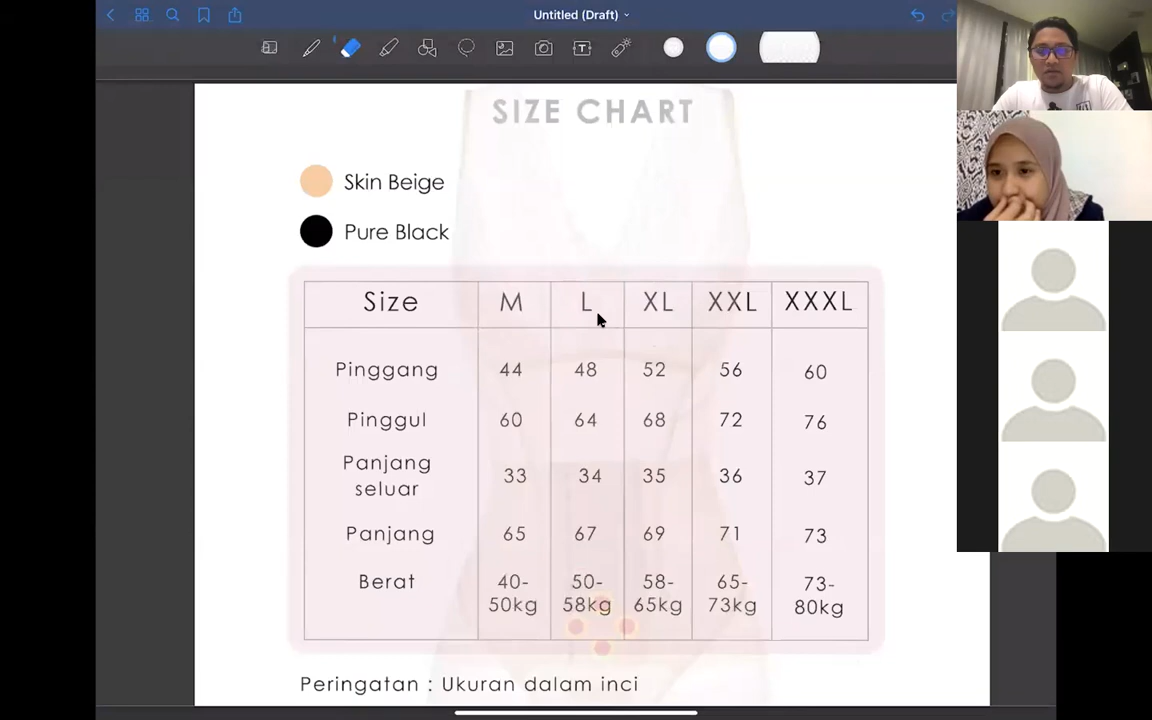 Untitled (Draft)
SIZE CHART
Skin Beige
Pure Black
Size M L XL XXL XXXL
Pinggang 44 48 52 56 60
Pinggul 60 64 68 72 76
Panjang
seluar 33 34 35 36 37
Panjang 65 67 69 71 73
Berat 40- 50- 58- 65- 73-
50kg 58kg 65kg 73kg 80kg
Peringatan : Ukuran dalam inci